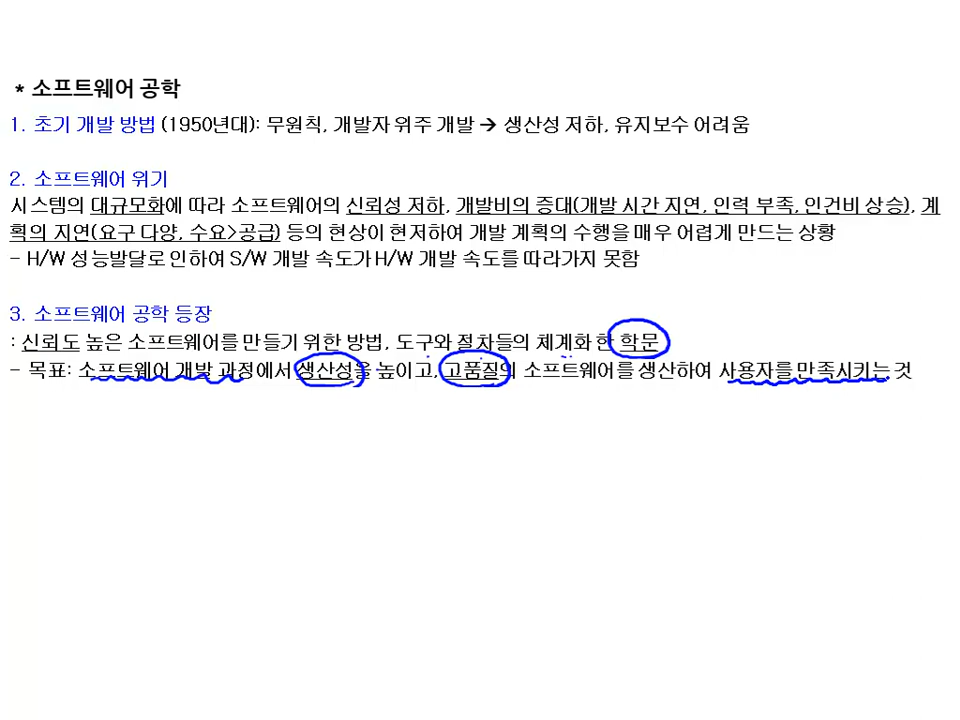 * 소프트웨어 공학
1. 초기 개발 방법 (1950년대): 무원칙, 개발자 위주 개발 → 생산성 저하, 유지보수 어려움
2. 소프트웨어 위기
시스템의 대규모화에 따라 소프트웨어의 신뢰성 저하, 개발비의 증대(개발 시간 지연, 인력 부족, 인건비 상승), 계
획의 지연(요구 다양, 수요>공급) 등의 현상이 현저하여 개발 계획의 수행을 매우 어렵게 만드는 상황
- H/W 성능발달로 인하여 S/W 개발 속도가 H/W 개발 속도를 따라가지 못함
3. 소프트웨어 공학 등장
: 신뢰도 높은 소프트웨어를 만들기 위한 방법, 도구와 절차들의 체계화 한 학문
- 목표: 소프트웨어 개발 과정에서 생산성을 높이고, 고품질의 소프트웨어를 생산하여 사용자를 만족시키는 것